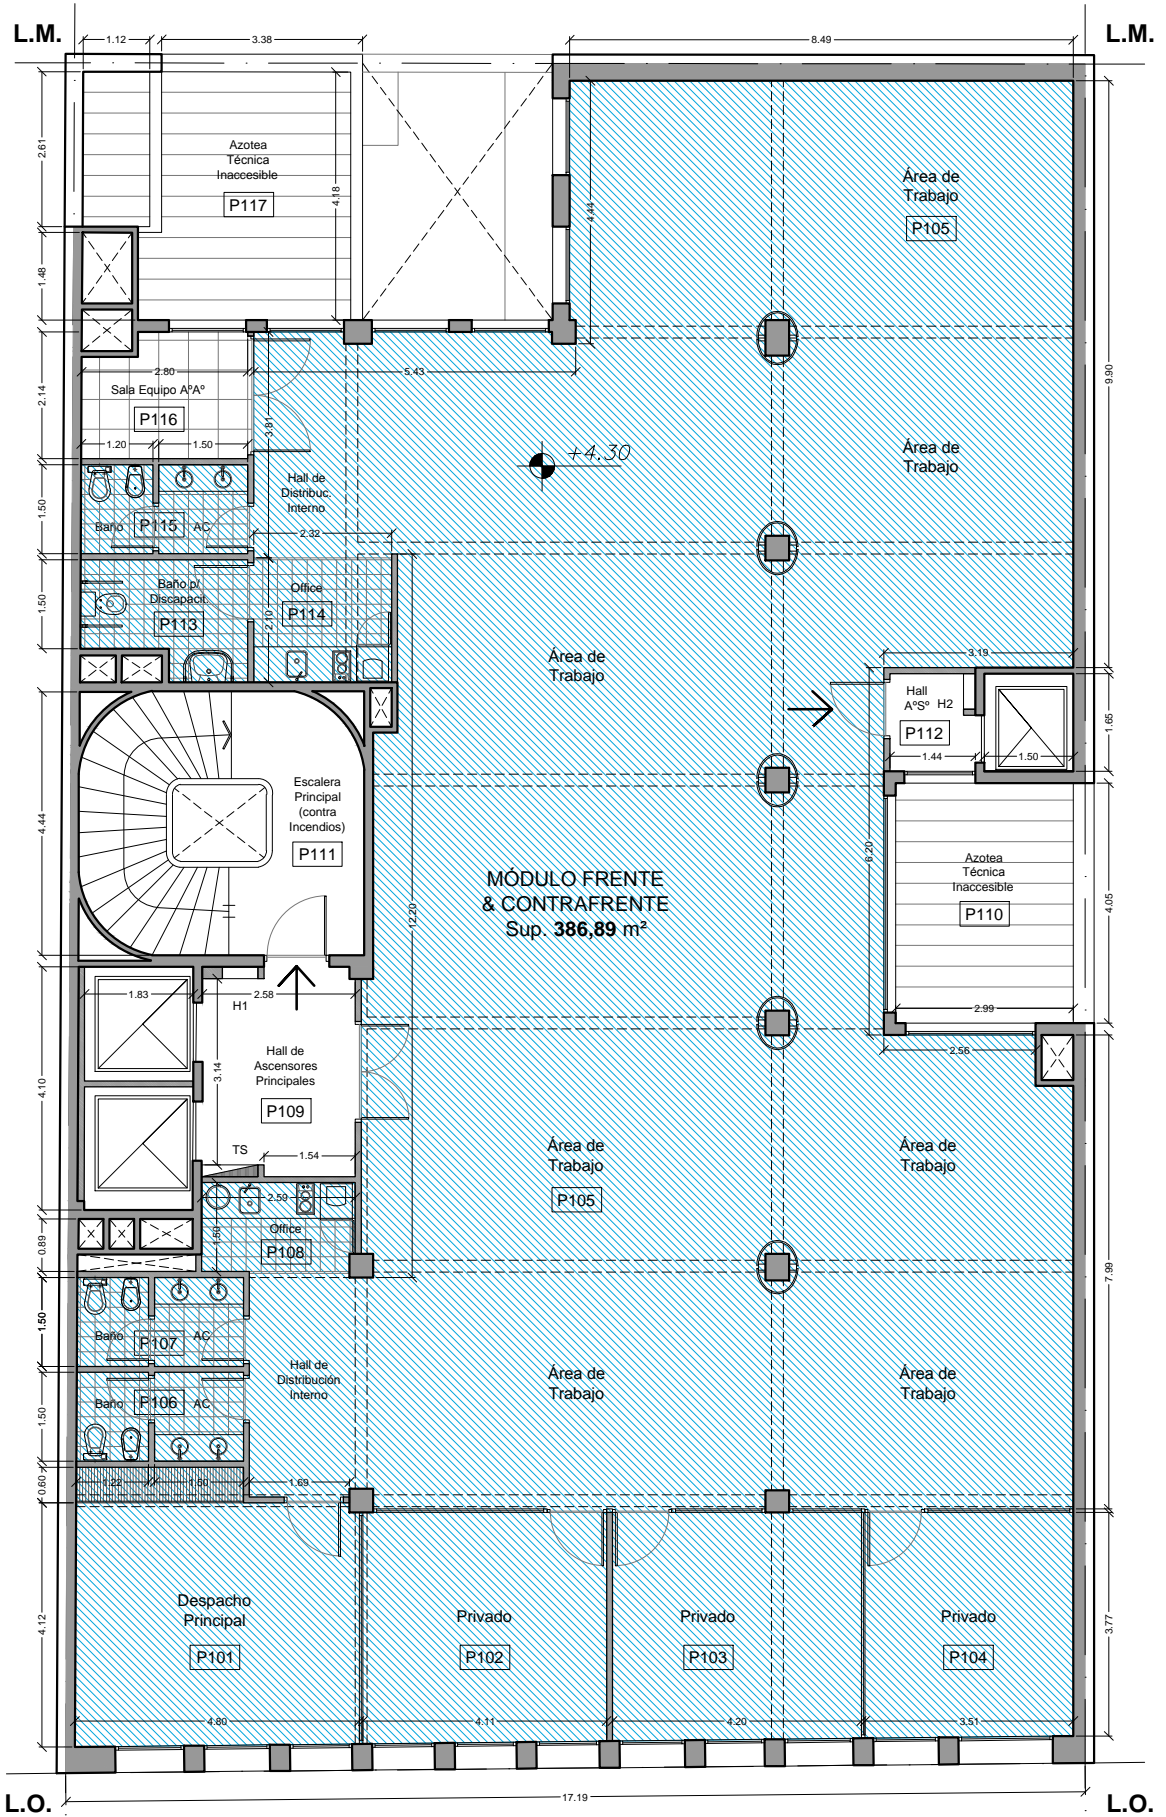 L.M.
L.M.
1.12
3.38
8.49
2.61
Azotea
Técnica
Inaccesible
P117
4.18
4.44
Área de
Trabajo
P105
1.48
2.14
2.80
5.43
9.90
Sala Equipo AºAº
P116
3.81
1.20
1.50
+4.30
Área de
Trabajo
Hall de
Distribuc.
Interno
1.50
Baño
P115
AC
2.32
1.50
Baño p/
Discapacit.
P113
Office
P114
2.10
Área de
Trabajo
3.19
Hall
AºSº
H2
P112
1.44
1.50
1.65
Escalera
Principal
(contra
Incendios)
P111
4.44
6.20
Azotea
Técnica
Inaccesible
P110
4.05
MÓDULO FRENTE
& CONTRAFRENTE
Sup. 386,89 m²
12.20
1.83
2.58
H1
2.99
2.56
Hall de
Ascensores
Principales
P109
3.14
4.10
TS
1.54
Área de
Trabajo
P105
Área de
Trabajo
2.59
Office
P108
1.50
0.89
7.99
1.50
Baño
P107
AC
Hall de
Distribución
Interno
Área de
Trabajo
Área de
Trabajo
1.50
Baño
P106
AC
0.60
1.22
1.50
1.69
Despacho
Principal
P101
Privado
P102
Privado
P103
Privado
P104
4.12
3.77
4.80
4.11
4.20
3.51
17.19
L.O.
L.O.